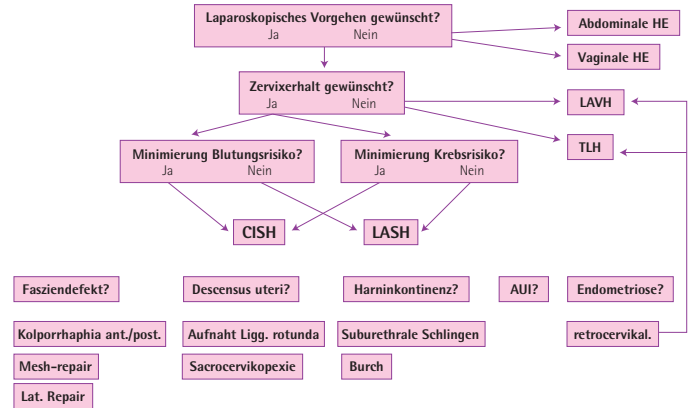 Laparoskopisches Vorgehen gewünscht?
Ja Nein
Abdominale HE
Vaginale HE
Zervixerhalt gewünscht?
Ja Nein
LAVH
TLH
Minimierung Blutungsrisiko?
Ja Nein
Minimierung Krebsrisiko?
Ja Nein
CISH
LASH
Fasziendefekt?
Descensus uteri?
Harninkontinenz?
AUI?
Endometriose?
Kolporrhaphia ant./post.
Aufnaht Ligg. rotunda
Suburethrale Schlingen
retrocervikal.
Mesh-repair
Sacrocervikopexie
Burch
Lat. Repair